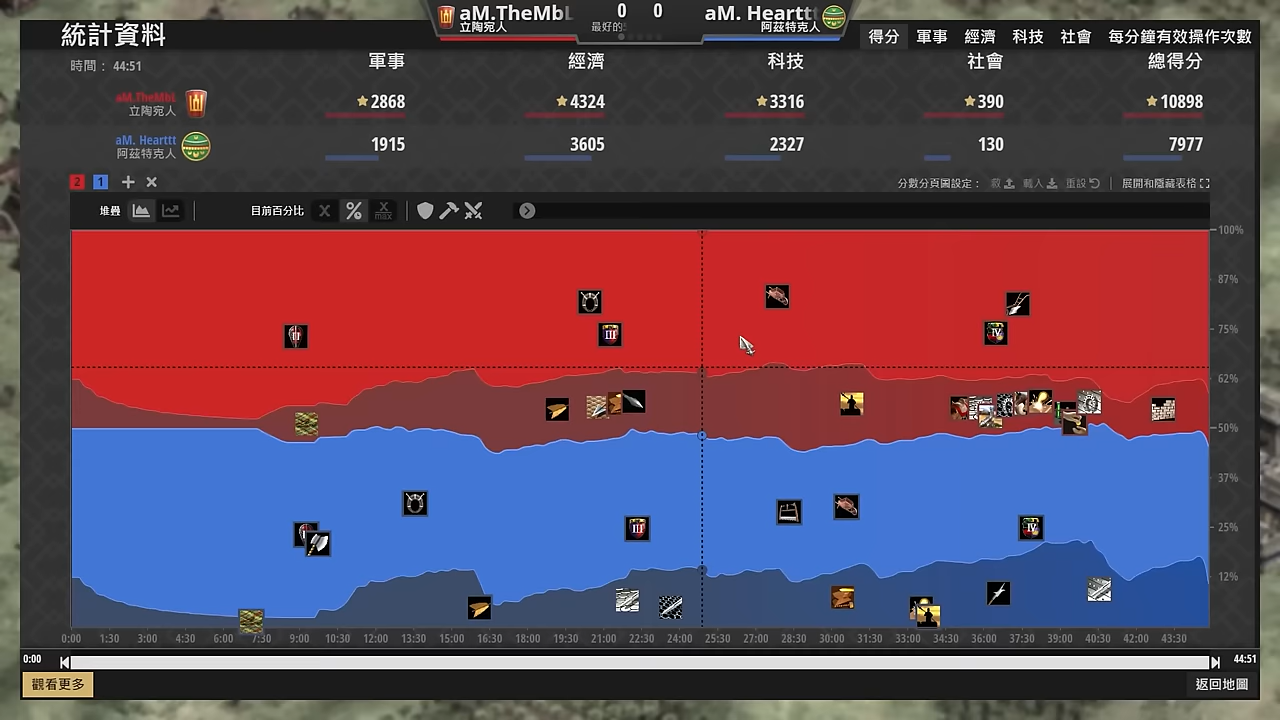 aM.TheMbL 0 0 aM. Hearttt
立陶宛人 最好的 阿茲特克人
統計資料 得分 軍事 經濟 科技 社會 每分鐘有效操作次數
時間： 44:51 軍事 經濟 科技 社會 總得分
aM.TheMbL 2868 4324 3316 390 10898
立陶宛人
aM. Hearttt 1915 3605 2327 130 7977
阿茲特克人
2 1 + × 分數分頁圖設定： 載入 重設 展開和隱藏表格
堆疊 目前百分比 X % X max
100%
87%
75%
62%
50%
37%
25%
12%
0:00 1:30 3:00 4:30 6:00 7:30 9:00 10:30 12:00 13:30 15:00 16:30 18:00 19:30 21:00 22:30 24:00 25:30 27:00 28:30 30:00 31:30 33:00 34:30 36:00 37:30 39:00 40:30 42:00 43:30
0:00 44:51
觀看更多 返回地圖